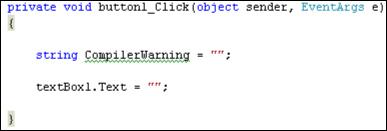 private void button1_Click(object sender, EventArgs e)
{
string CompilerWarning = "";
textBox1.Text = "";
}